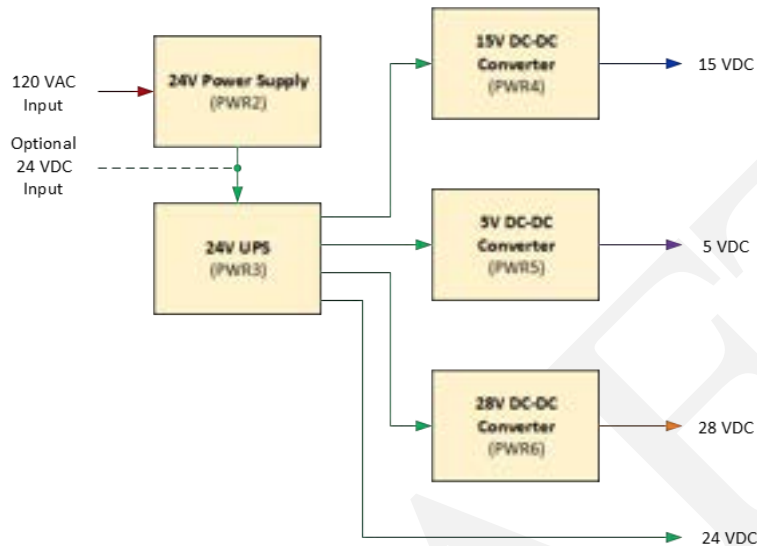 15V DC-DC
Converter
(PWR4)
15 VDC
24V Power Supply
(PWR2)
120 VAC
Input
Optional
24 VDC
Input
24V UPS
(PWR3)
5V DC-DC
Converter
(PWR5)
5 VDC
28V DC-DC
Converter
(PWR6)
28 VDC
24 VDC